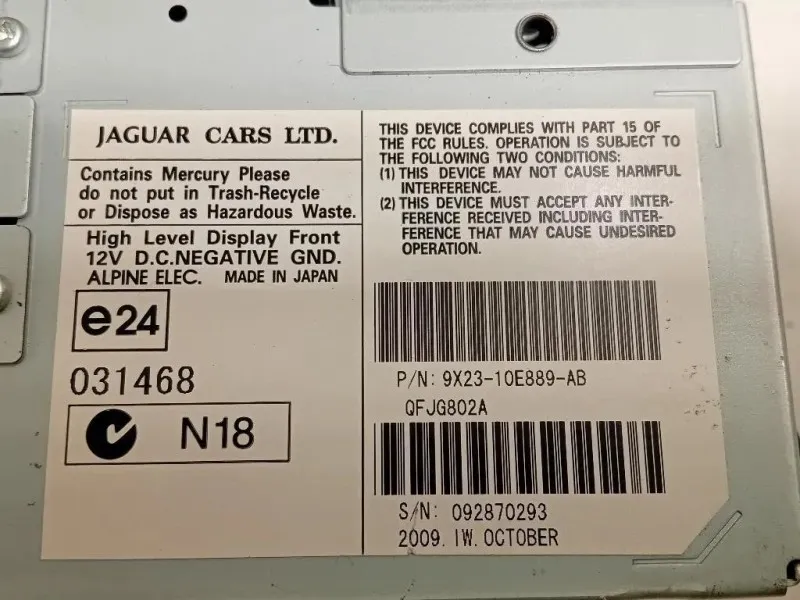 JAGUAR CARS LTD.
Contains Mercury Please
do not put in Trash-Recycle
or Dispose as Hazardous Waste.
High Level Display Front
12V D.C.NEGATIVE GND.
ALPINE ELEC. MADE IN JAPAN
e24
031468
N18
THIS DEVICE COMPLIES WITH PART 15 OF
THE FCC RULES. OPERATION IS SUBJECT TO
THE FOLLOWING TWO CONDITIONS:
(1) THIS DEVICE MAY NOT CAUSE HARMFUL
INTERFERENCE.
(2) THIS DEVICE MUST ACCEPT ANY INTER-
FERENCE RECEIVED INCLUDING INTER-
FERENCE THAT MAY CAUSE UNDESIRED
OPERATION.
P/N: 9X23-10E889-AB
QFJG802A
S/N: 092870293
2009. IW. OCTOBER